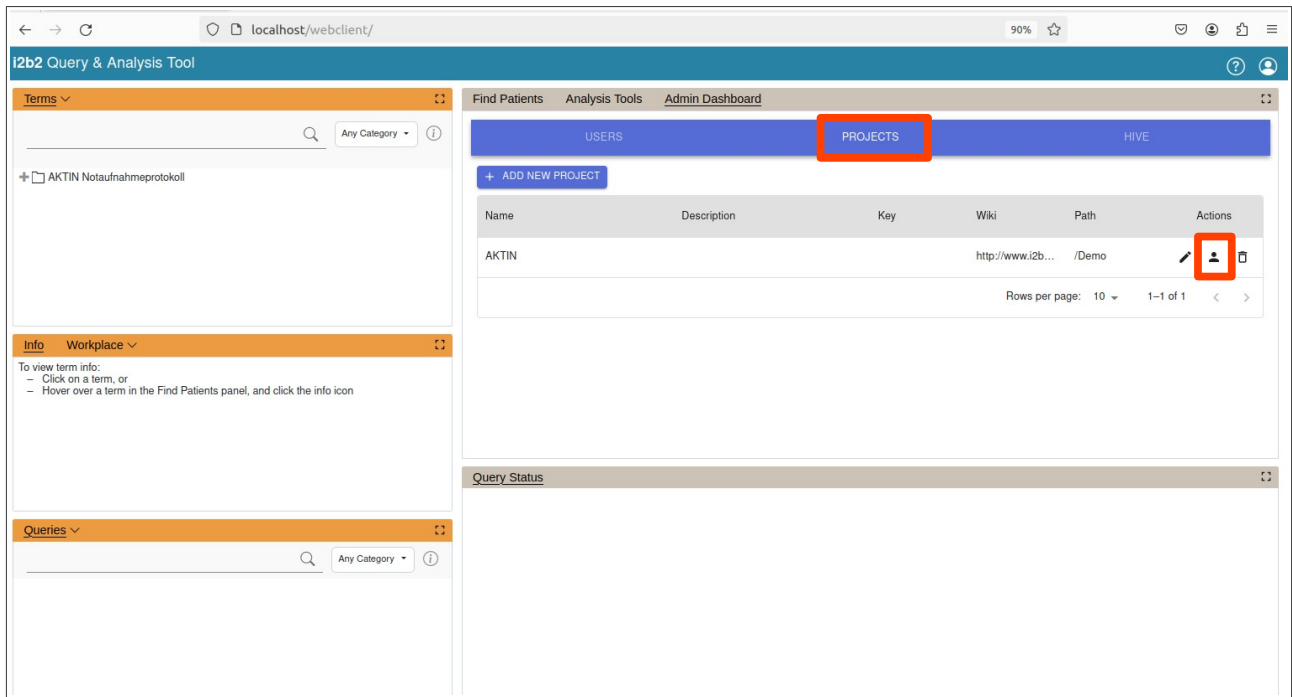 localhost/webclient/
90%
i2b2 Query & Analysis Tool
Terms
Any Category
AKTIN Notaufnahmeprotokoll
Info Workplace
To view term info:
– Click on a term, or
– Hover over a term in the Find Patients panel, and click the info icon
Queries
Any Category
Find Patients Analysis Tools Admin Dashboard
USERS PROJECTS HIVE
+ ADD NEW PROJECT
Name Description Key Wiki Path Actions
AKTIN http://www.i2b... /Demo
Rows per page: 10 1–1 of 1
Query Status